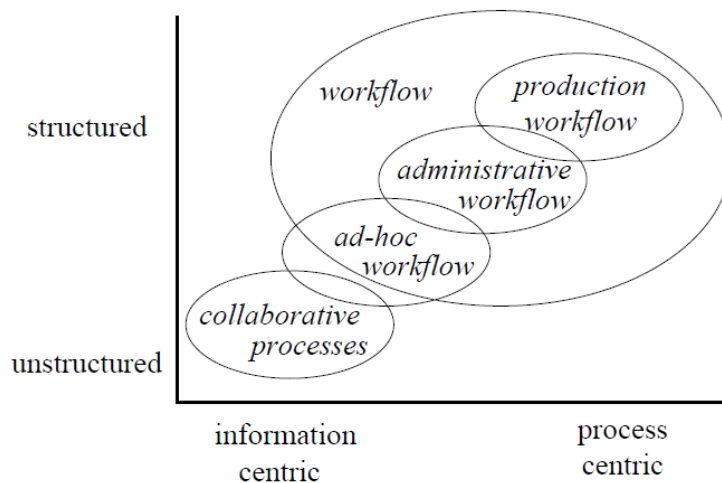 structured
unstructured
workflow
production
workflow
administrative
workflow
ad-hoc
workflow
collaborative
processes
information
centric
process
centric